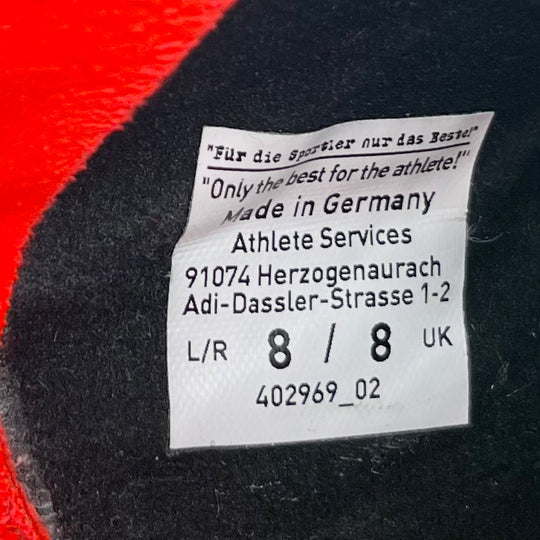 "Für die Sportler nur das Beste!"
"Only the best for the athlete!"
Made in Germany
Athlete Services
91074 Herzogenaurach
Adi-Dassler-Strasse 1-2
L/R 8 / 8 UK
402969_02